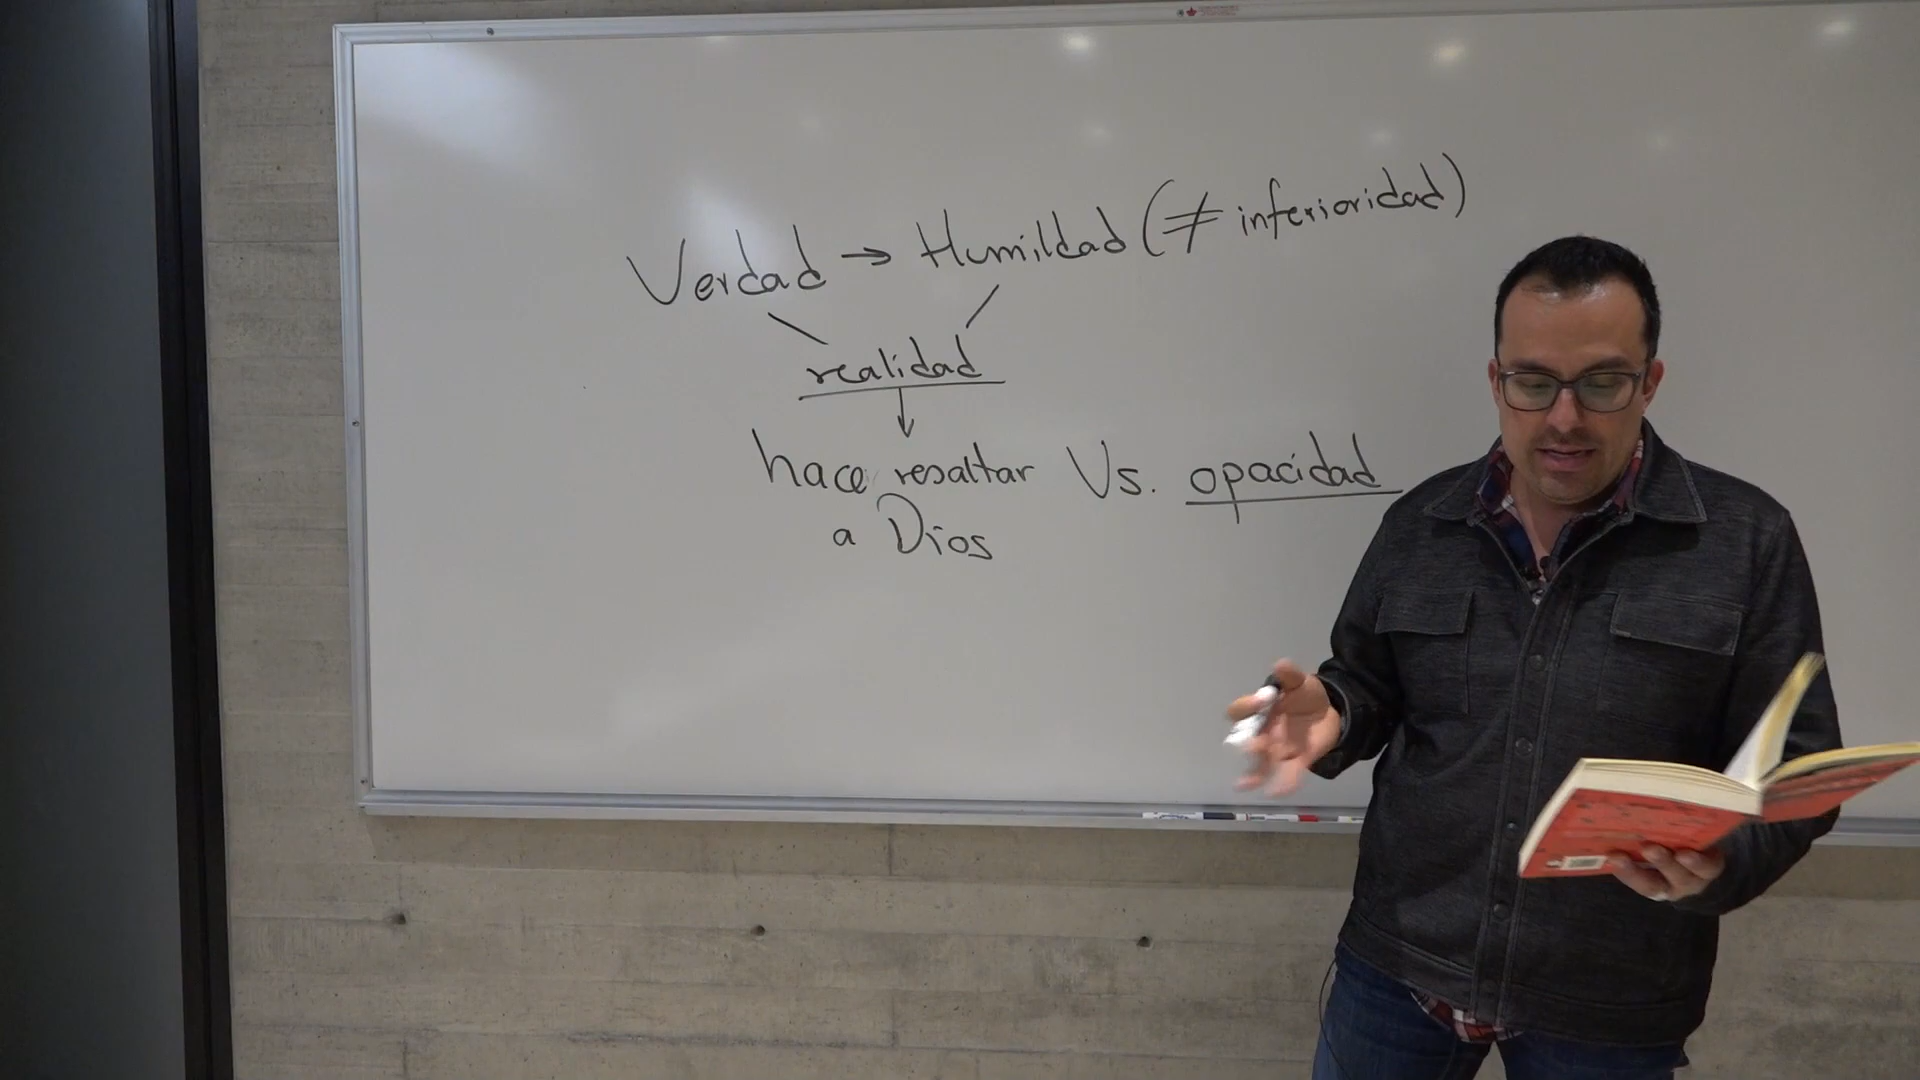 Verdad → Humildad (≠ inferioridad)
realidad
↓
hace resaltar Vs. opacidad
a Dios